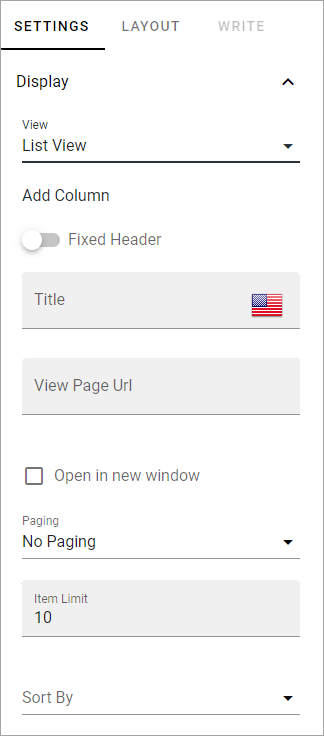 SETTINGS LAYOUT WRITE
Display
View
List View
Add Column
Fixed Header
Title
View Page Url
Open in new window
Paging
No Paging
Item Limit
10
Sort By